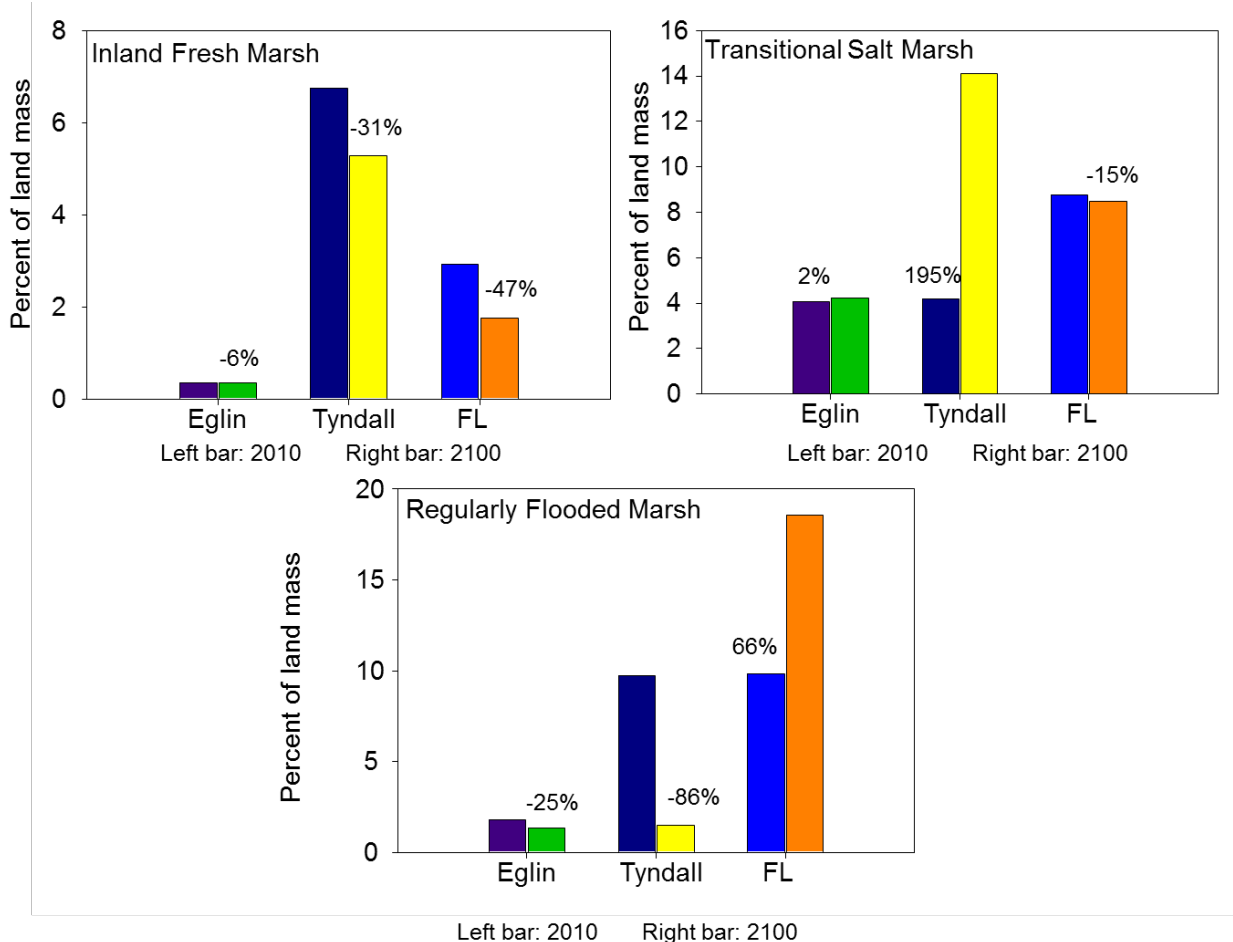 Inland Fresh Marsh
Percent of land mass
8
6
4
2
0
-6%
-31%
-47%
Eglin Tyndall FL
Left bar: 2010 Right bar: 2100
Transitional Salt Marsh
Percent of land mass
16
14
12
10
8
6
4
2
0
2%
195%
-15%
Eglin Tyndall FL
Left bar: 2010 Right bar: 2100
Regularly Flooded Marsh
Percent of land mass
20
15
10
5
0
-25%
-86%
66%
Eglin Tyndall FL
Left bar: 2010 Right bar: 2100